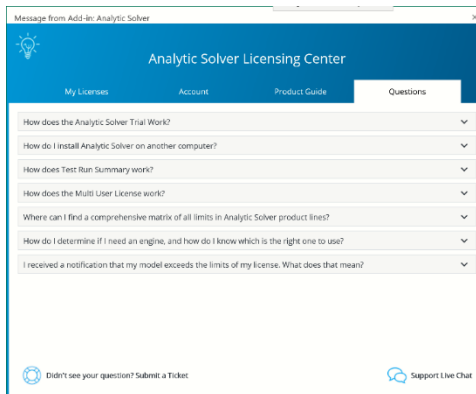 Message from Add-in: Analytic Solver
Analytic Solver Licensing Center
My Licenses
Account
Product Guide
Questions
How does the Analytic Solver Trial Work?
How do I install Analytic Solver on another computer?
How does Test Run Summary work?
How does the Multi User License work?
Where can I find a comprehensive matrix of all limits in Analytic Solver product lines?
How do I determine if I need an engine, and how do I know which is the right one to use?
I received a notification that my model exceeds the limits of my license. What does that mean?
Didn't see your question? Submit a Ticket
Support Live Chat